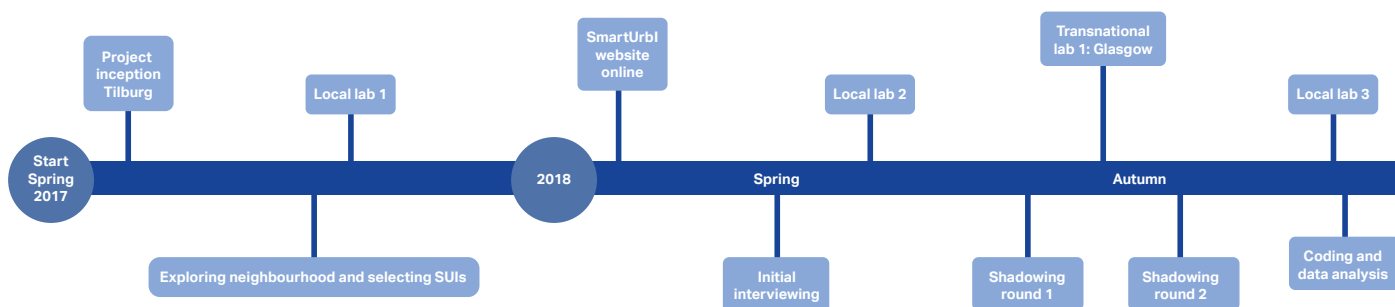 Project
inception
Tilburg
Local lab 1
SmartUrbI
website
online
Local lab 2
Transnational
lab 1: Glasgow
Local lab 3
Start
Spring
2017
2018
Spring
Autumn
Exploring neighbourhood and selecting SUIs
Initial
interviewing
Shadowing
round 1
Shadowing
round 2
Coding and
data analysis